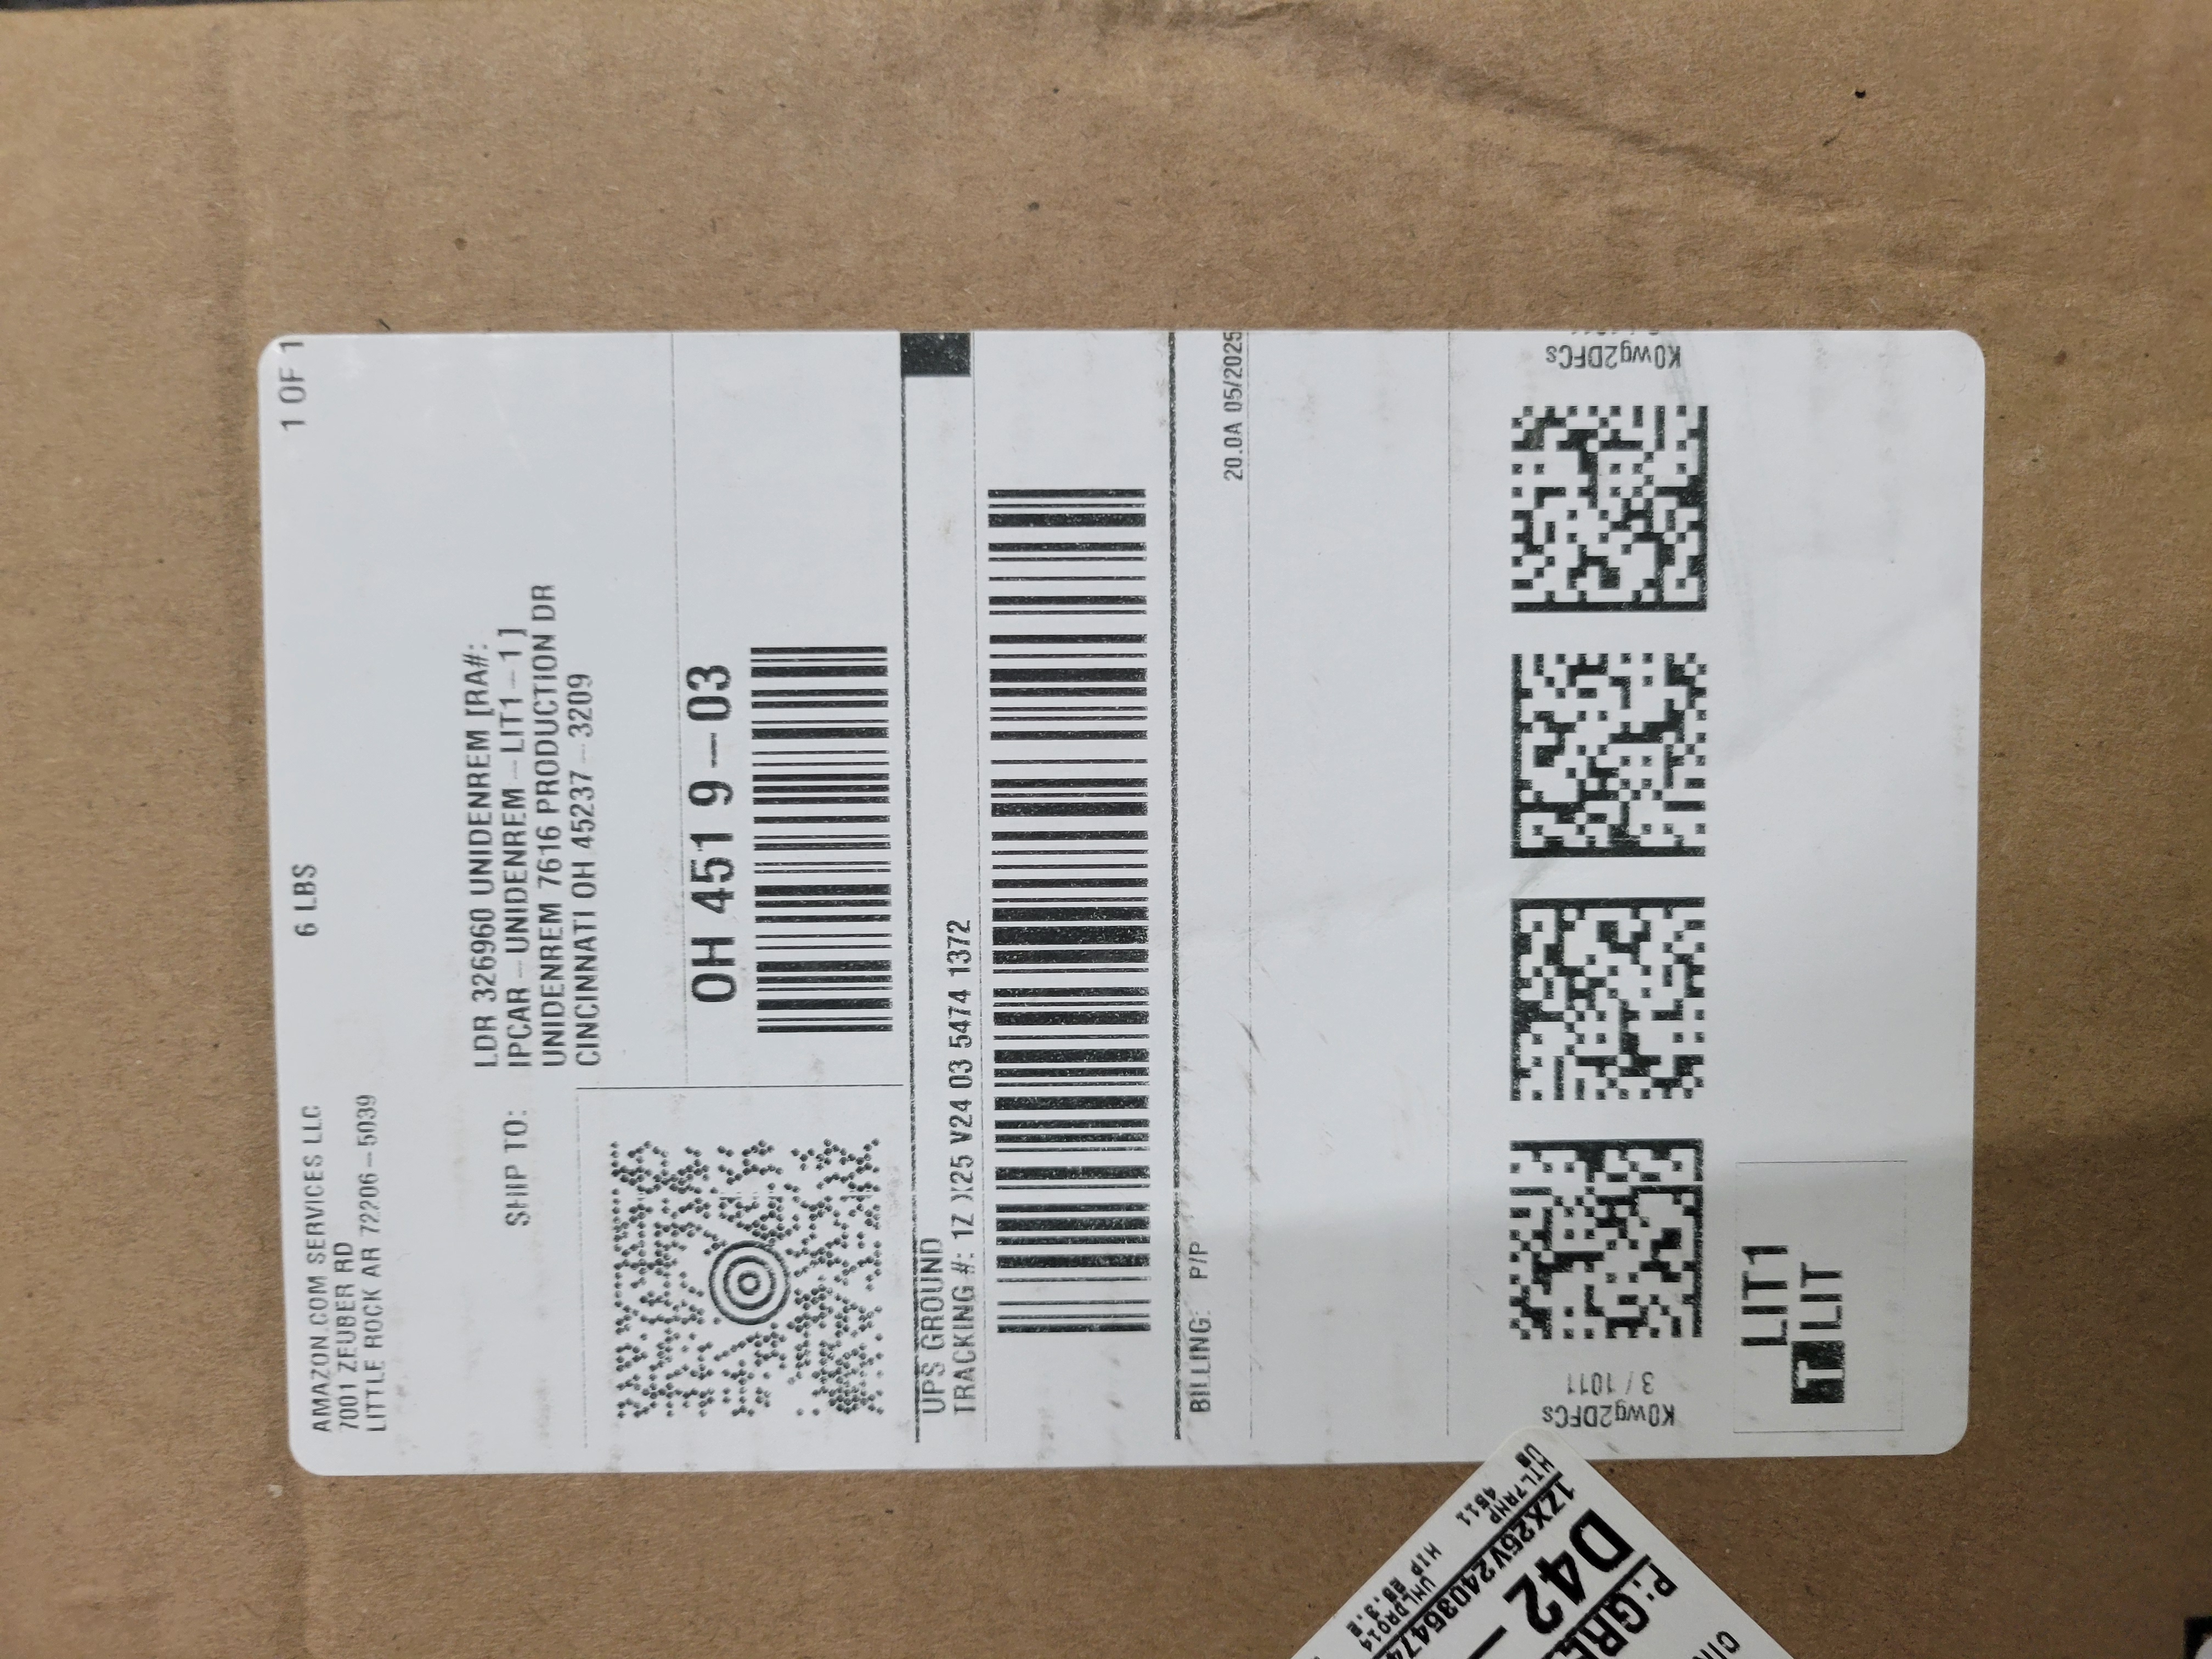 AMAZON.COM SERVICES LLC
7001 ZEUBER RD
LITTLE ROCK AR 72206-5039
6 LBS
1 OF 1
SHIP TO:
LDR 326960 UNIDENREM [RA#:
IPCAR-UNIDENREM-LIT1-1]
UNIDENREM 7616 PRODUCTION DR
CINCINNATI OH 45237-3209
OH 451 9-03
UPS GROUND
TRACKING #: 1Z X25 V24 03 5474 1372
BILLING: P/P
20.0A 05/2025
K0wg2DFCs
3 / 1011
K0wg2DFCs
LIT1
T LIT
HIP
D42 -